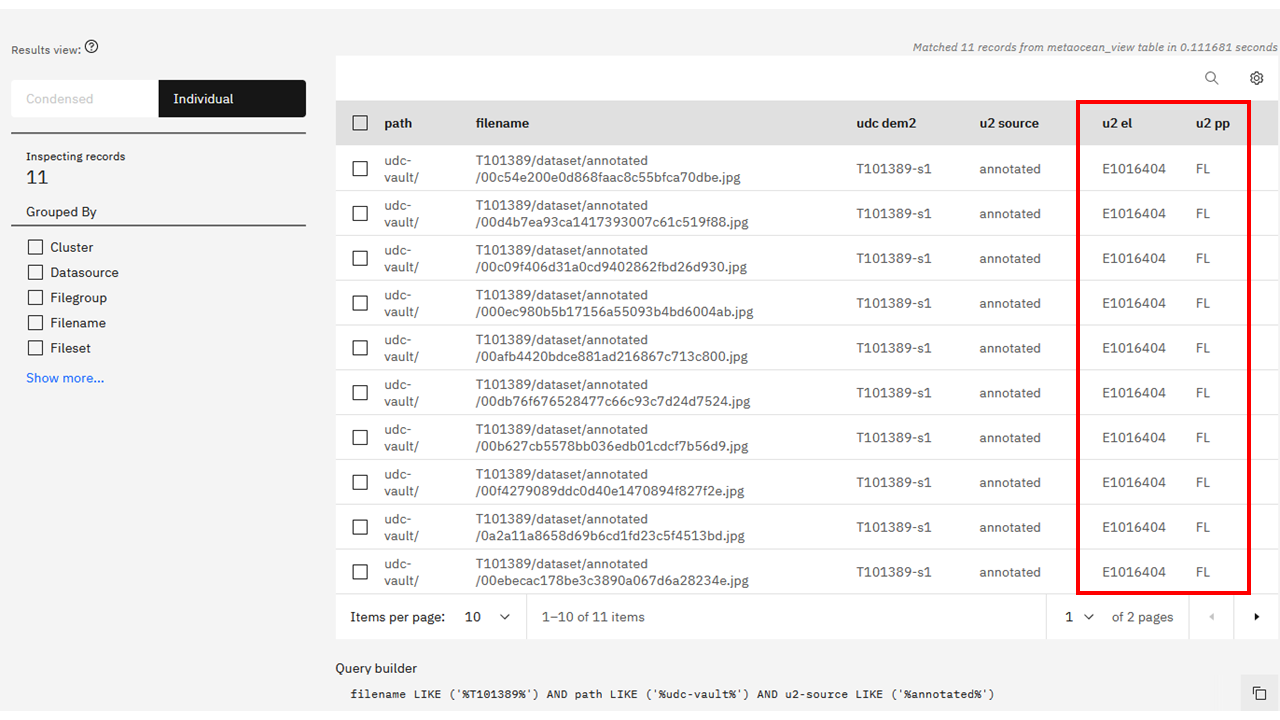 Results view:
Matched 11 records from metaocean_view table in 0.111681 seconds
Condensed
Individual
Inspecting records
11
Grouped By
Cluster
Datasource
Filegroup
Filename
Fileset
Show more...
path filename udc dem2 u2 source u2 el u2 pp
udc-
vault/
T101389/dataset/annotated
/00c54e200e0d868faac8c55bfca70dbe.jpg
T101389-s1 annotated E1016404 FL
udc-
vault/
T101389/dataset/annotated
/00d4b7ea93ca1417393007c61c519f88.jpg
T101389-s1 annotated E1016404 FL
udc-
vault/
T101389/dataset/annotated
/00c09f406d31a0cd9402862fbd26d930.jpg
T101389-s1 annotated E1016404 FL
udc-
vault/
T101389/dataset/annotated
/000ec980b5b17156a55093b4bd6004ab.jpg
T101389-s1 annotated E1016404 FL
udc-
vault/
T101389/dataset/annotated
/00afb4420bdce881ad216867c713c800.jpg
T101389-s1 annotated E1016404 FL
udc-
vault/
T101389/dataset/annotated
/00db76f676528477c66c93c7d24d7524.jpg
T101389-s1 annotated E1016404 FL
udc-
vault/
T101389/dataset/annotated
/00b627cb5578bb036edb01cdcf7b56d9.jpg
T101389-s1 annotated E1016404 FL
udc-
vault/
T101389/dataset/annotated
/00f4279089ddc0d40e1470894f827f2e.jpg
T101389-s1 annotated E1016404 FL
udc-
vault/
T101389/dataset/annotated
/0a2a11a8658d69b6cd1fd23c5f4513bd.jpg
T101389-s1 annotated E1016404 FL
udc-
vault/
T101389/dataset/annotated
/00ebecac178be3c3890a067d6a28234e.jpg
T101389-s1 annotated E1016404 FL
Items per page: 10 1–10 of 11 items 1 of 2 pages
Query builder
filename LIKE ('%T101389%') AND path LIKE ('%udc-vault%') AND u2-source LIKE ('%annotated%')